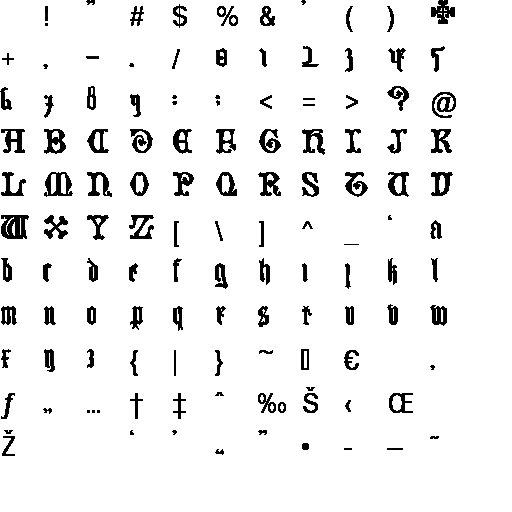 ! " # $ % & ' ( ) *
+ , - . / 0 1 2 3 4 5
6 7 8 9 : ; < = > ? @
A B C D E F G H I J K
L M N O P Q R S T U V
W X Y Z [ \ ] ^ _ ` a
b c d e f g h i j k l
m n o p q r s t u v w
x y z { | } ~ ▯ € ‚
ƒ „ … † ‡ ˆ ‰ Š ‹ Œ
Ž ‘ ’ “ ” • – — ˜